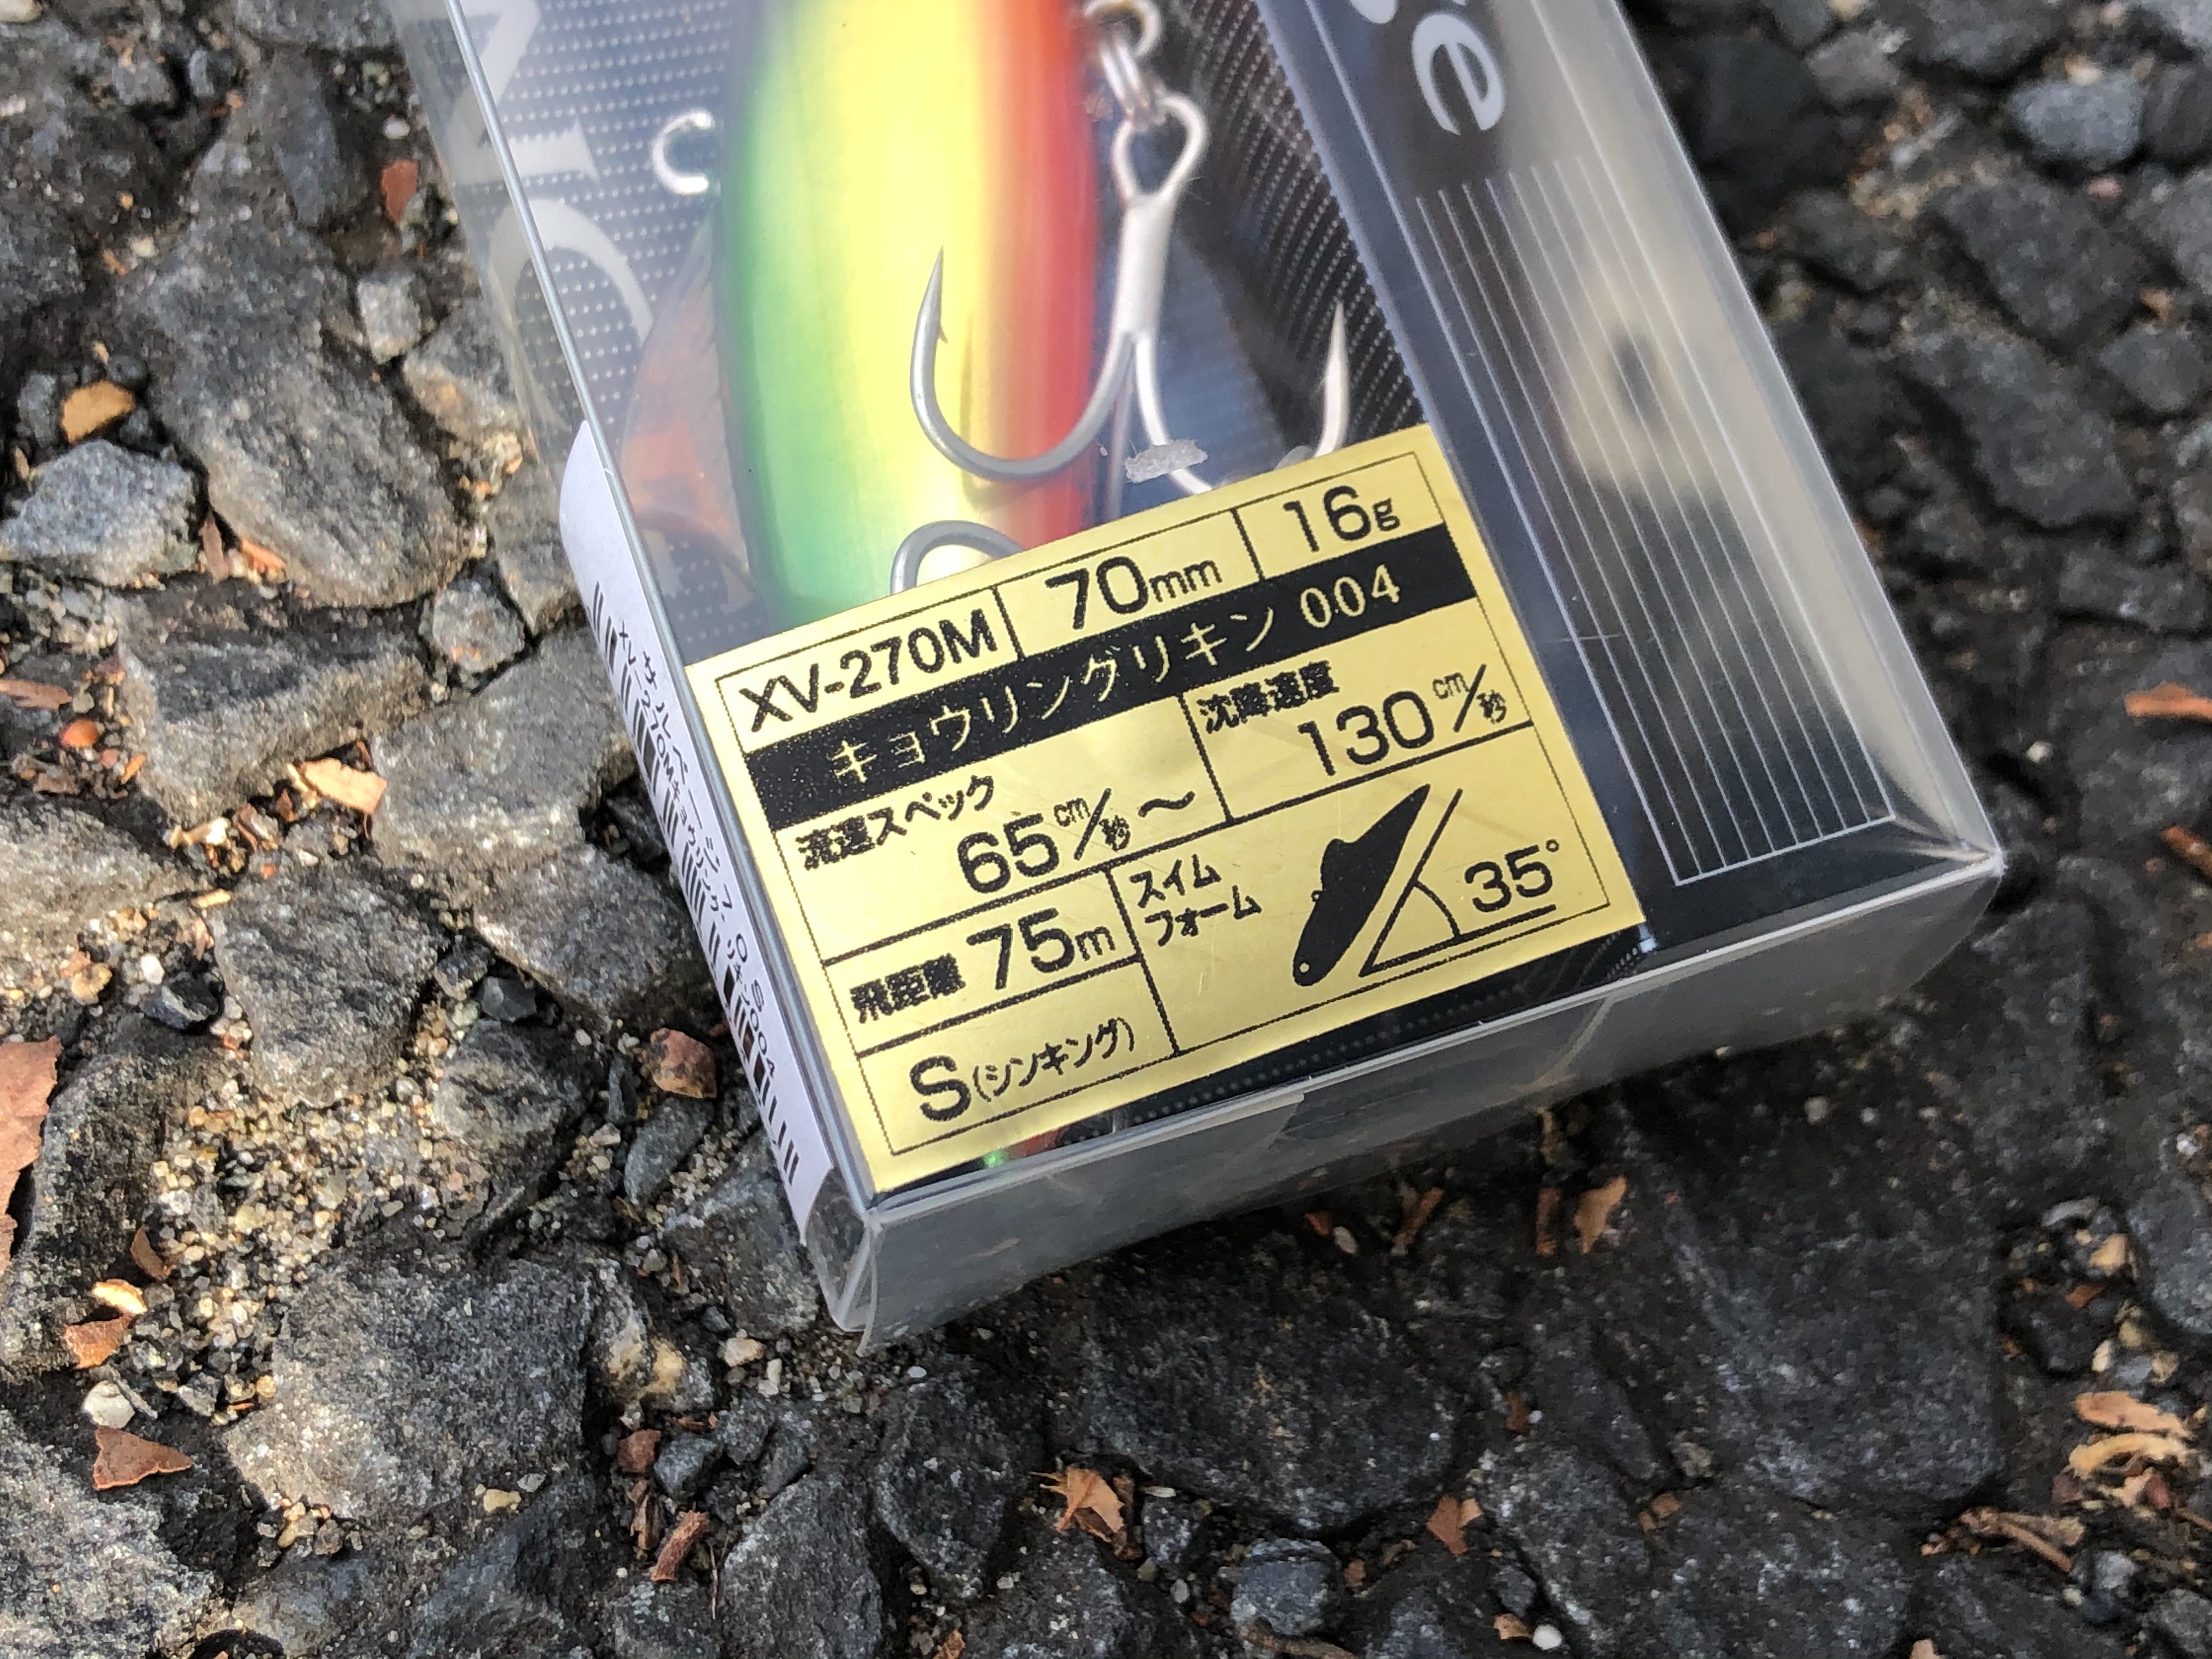 XV-270M 70mm 16g
キョウリングリキン 004
流速スペック 65cm/秒～
沈降速度 130cm/秒
飛距離 75m
スイム
フォーム 35°
S(シンキング)